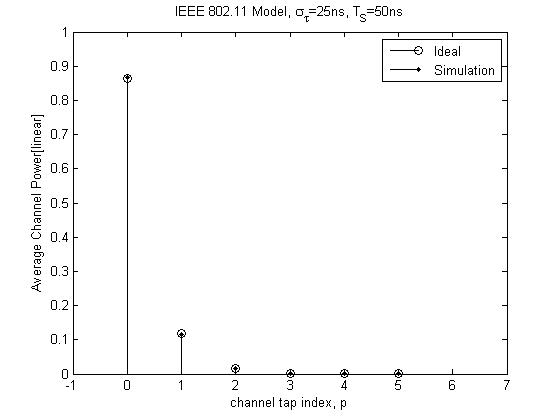 IEEE 802.11 Model, στ=25ns, TS=50ns
Ideal
Simulation
Average Channel Power[linear]
1
0.9
0.8
0.7
0.6
0.5
0.4
0.3
0.2
0.1
0
-1 0 1 2 3 4 5 6 7
channel tap index, p